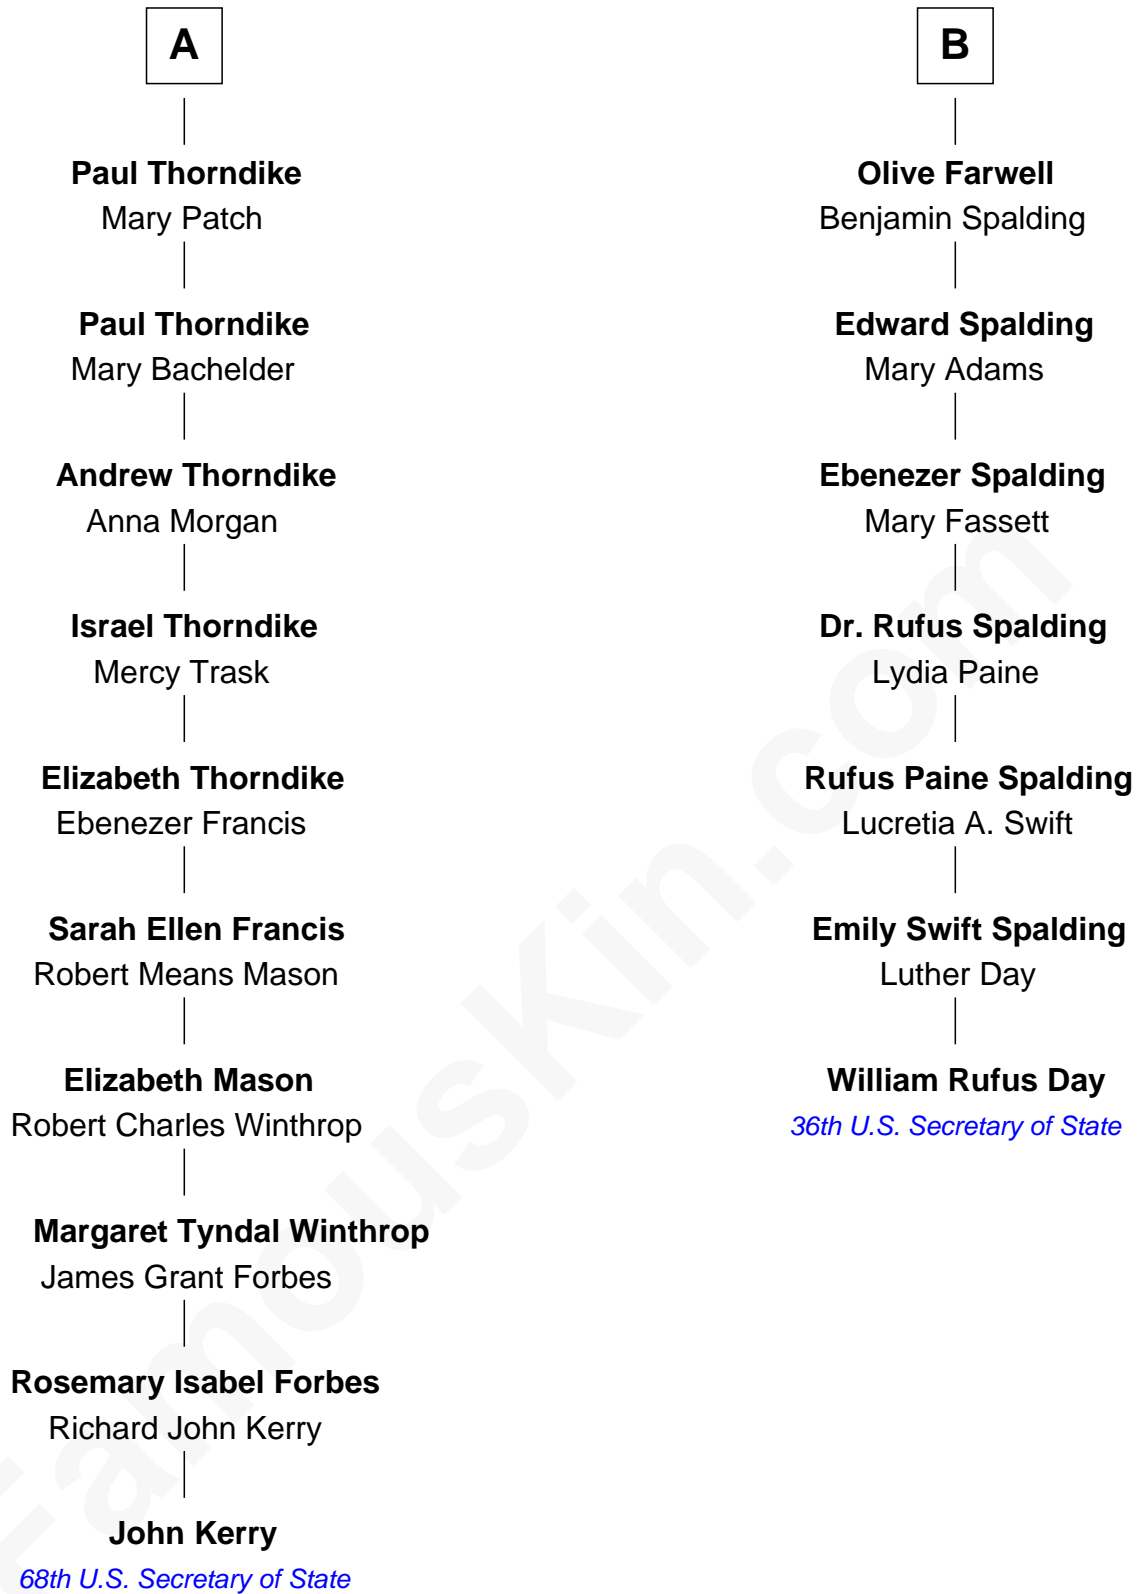 A
Paul Thorndike
Mary Patch
Paul Thorndike
Mary Bachelder
Andrew Thorndike
Anna Morgan
Israel Thorndike
Mercy Trask
Elizabeth Thorndike
Ebenezer Francis
Sarah Ellen Francis
Robert Means Mason
Elizabeth Mason
Robert Charles Winthrop
Margaret Tyndal Winthrop
James Grant Forbes
Rosemary Isabel Forbes
Richard John Kerry
John Kerry
68th U.S. Secretary of State
B
Olive Farwell
Benjamin Spalding
Edward Spalding
Mary Adams
Ebenezer Spalding
Mary Fassett
Dr. Rufus Spalding
Lydia Paine
Rufus Paine Spalding
Lucretia A. Swift
Emily Swift Spalding
Luther Day
William Rufus Day
36th U.S. Secretary of State
FamousKin.com